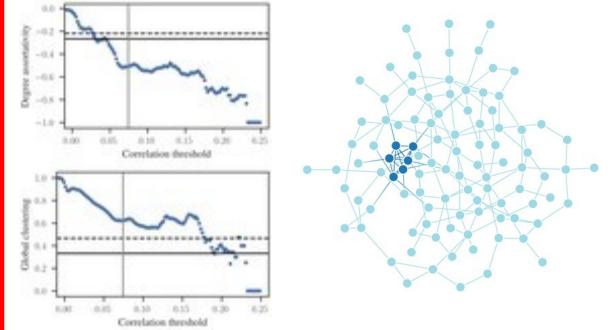 Degree assortativity
0.0
−0.2
−0.4
−0.6
−0.8
−1.0
0.00 0.05 0.10 0.15 0.20 0.25
Correlation threshold
Global clustering
1.0
0.8
0.6
0.4
0.2
0.0
0.00 0.05 0.10 0.15 0.20 0.25
Correlation threshold